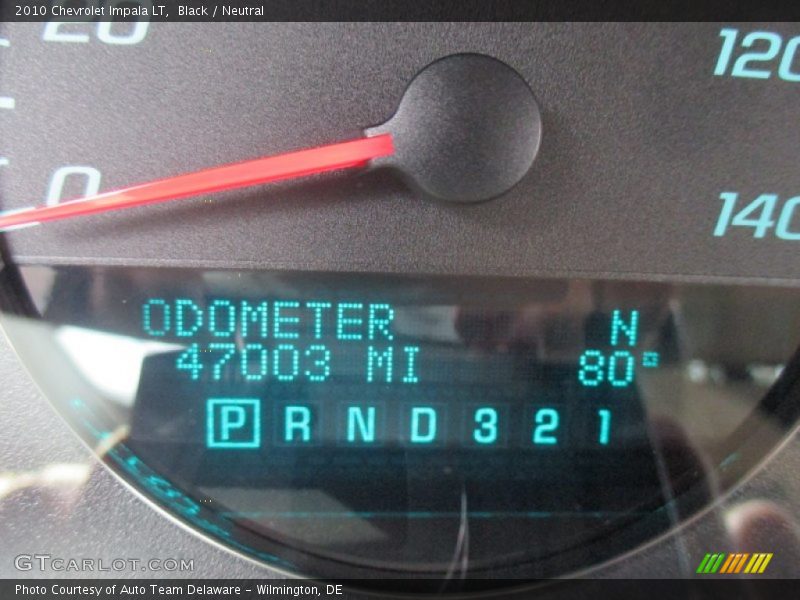 2010 Chevrolet Impala LT, Black / Neutral
20
120
0
140
ODOMETER N
47003 MI 80°
P R N D 3 2 1
GTCARLOT.COM
Photo Courtesy of Auto Team Delaware - Wilmington, DE